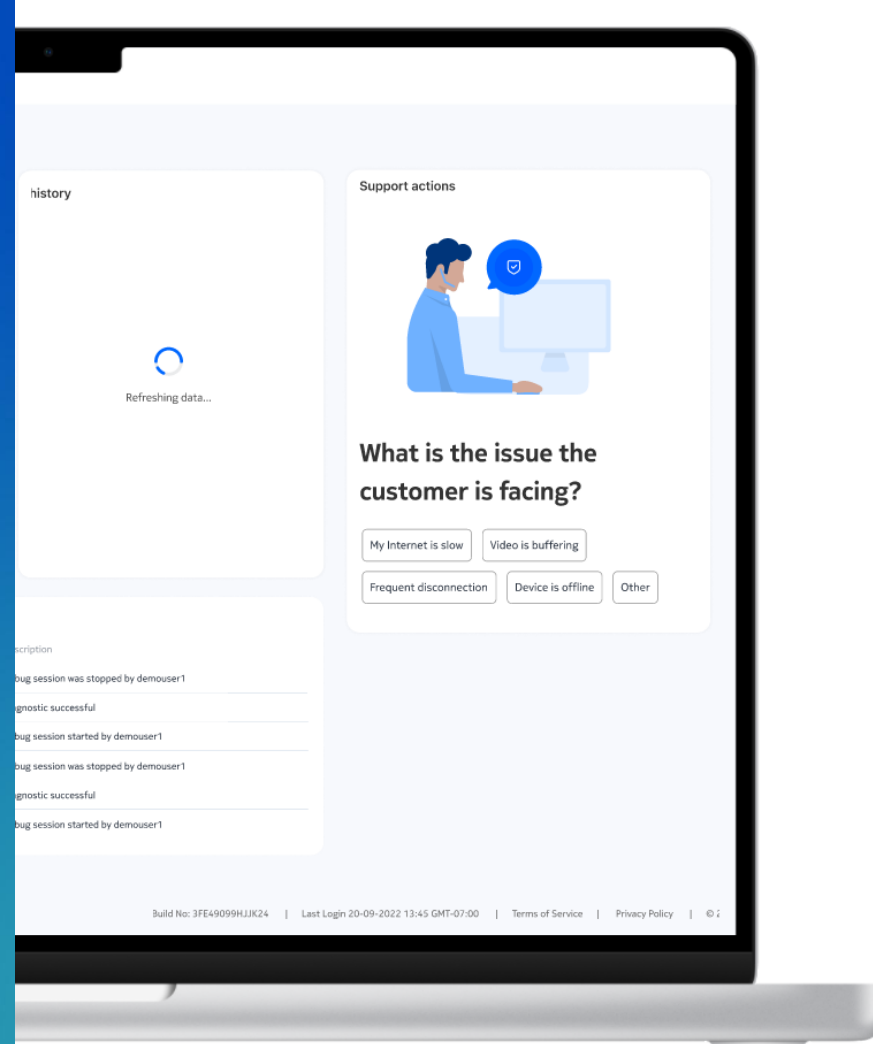 history
Refreshing data...
Support actions
What is the issue the
customer is facing?
My Internet is slow
Video is buffering
Frequent disconnection
Device is offline
Other
scription
bug session was stopped by demouser1
gnostic successful
bug session started by demouser1
bug session was stopped by demouser1
gnostic successful
bug session started by demouser1
Build No: 3FE49099HJJK24 | Last Login 20-09-2022 13:45 GMT-07:00 | Terms of Service | Privacy Policy | ©